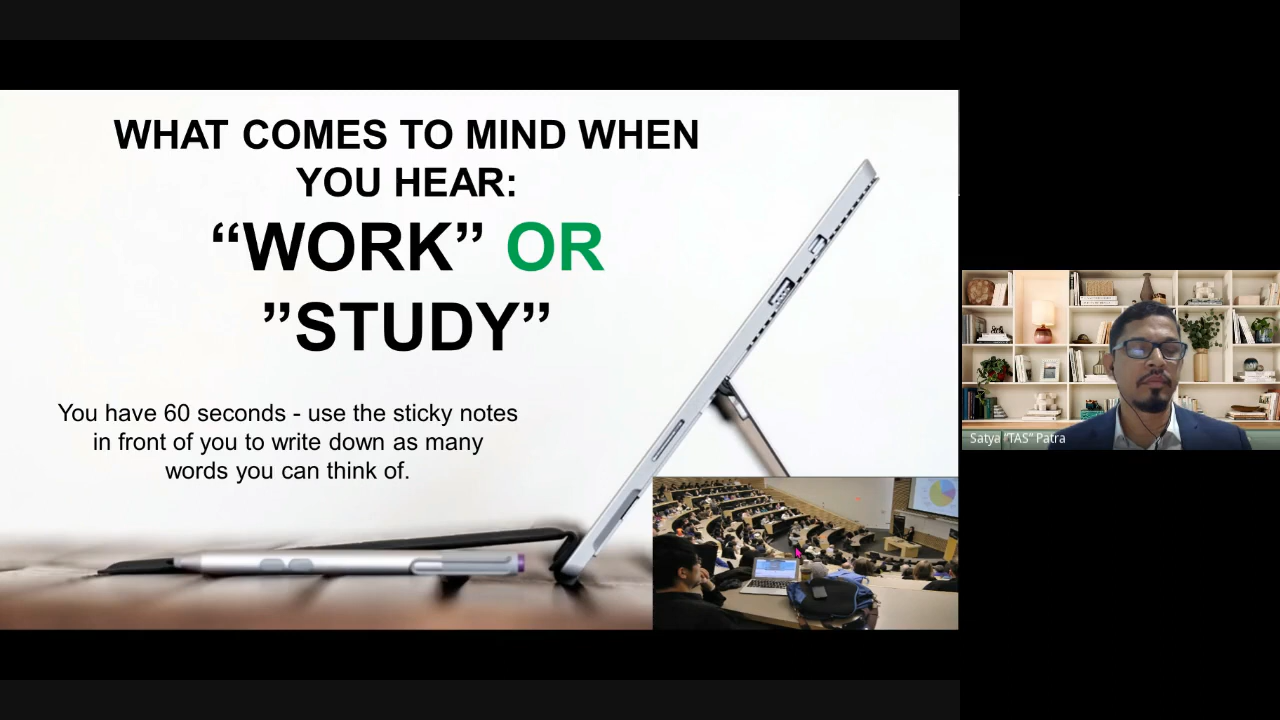 WHAT COMES TO MIND WHEN
YOU HEAR:
“WORK” OR
”STUDY”
You have 60 seconds - use the sticky notes
in front of you to write down as many
words you can think of.
Satya "TAS" Patra